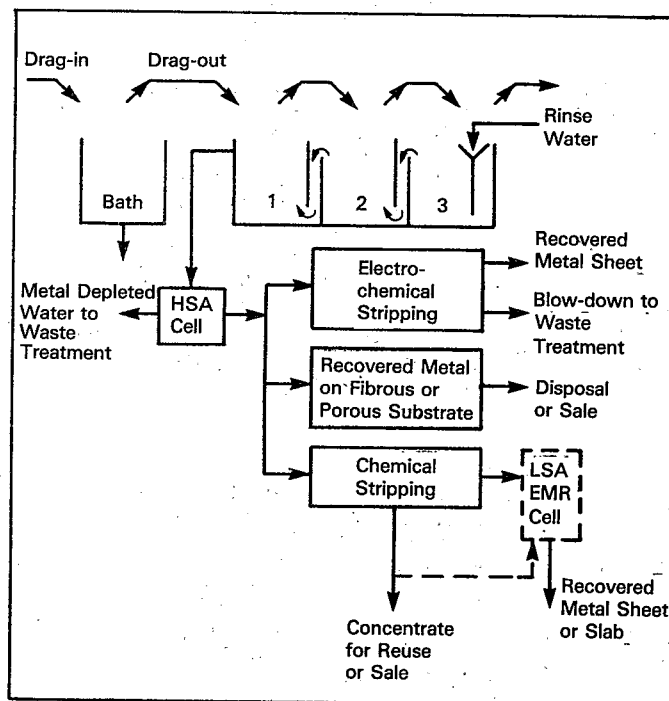 Drag-in
Drag-out
Rinse
Water
Bath
1
2
3
Metal Depleted
Water to
Waste
Treatment
HSA
Cell
Electro-
chemical
Stripping
Recovered
Metal Sheet
Blow-down to
Waste
Treatment
Recovered Metal
on Fibrous or
Porous Substrate
Disposal
or Sale
Chemical
Stripping
LSA
EMR
Cell
Concentrate
for Reuse
or Sale
Recovered
Metal Sheet
or Slab